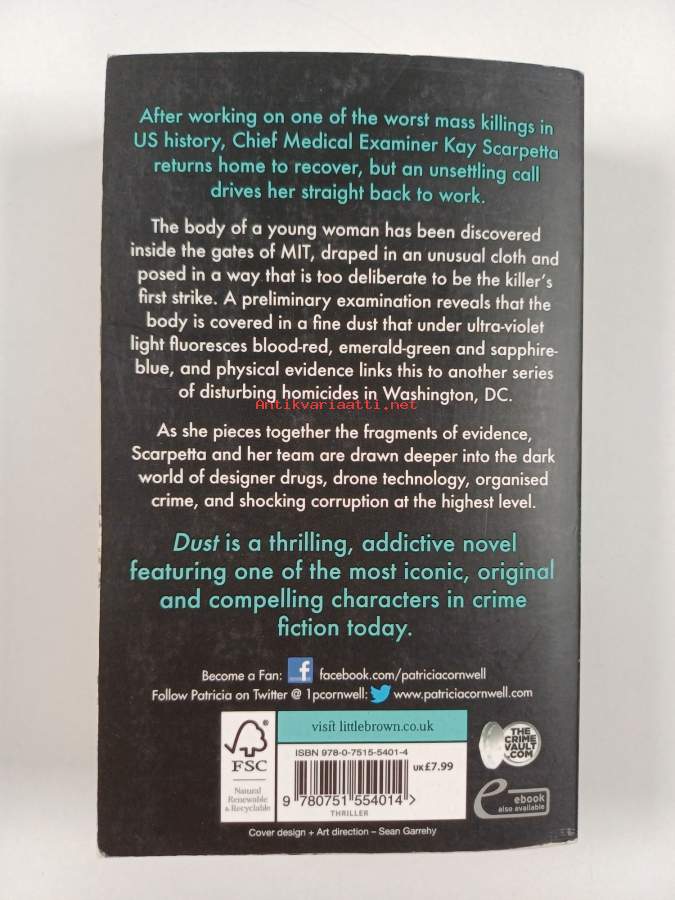 After working on one of the worst mass killings in
US history, Chief Medical Examiner Kay Scarpetta
returns home to recover, but an unsettling call
drives her straight back to work.
The body of a young woman has been discovered
inside the gates of MIT, draped in an unusual cloth and
posed in a way that is too deliberate to be the killer's
first strike. A preliminary examination reveals that the
body is covered in a fine dust that under ultra-violet
light fluoresces blood-red, emerald-green and sapphire-
blue, and physical evidence links this to another series
of disturbing homicides in Washington, DC.
Antikvariaatti.net
As she pieces together the fragments of evidence,
Scarpetta and her team are drawn deeper into the dark
world of designer drugs, drone technology, organised
crime, and shocking corruption at the highest level.
Dust is a thrilling, addictive novel
featuring one of the most iconic, original
and compelling characters in crime
fiction today.
Become a Fan: f facebook.com/patriciacornwell
Follow Patricia on Twitter @ 1pcornwell: www.patriciacornwell.com
visit littlebrown.co.uk
FSC
Natural
Renewable
& Recyclable
ISBN 978-0-7515-5401-4
UK£7.99
9 780751 554014 >
THRILLER
THE
CRIME
VAULT
.COM
e ebook
also available
Cover design + Art direction – Sean Garrehy